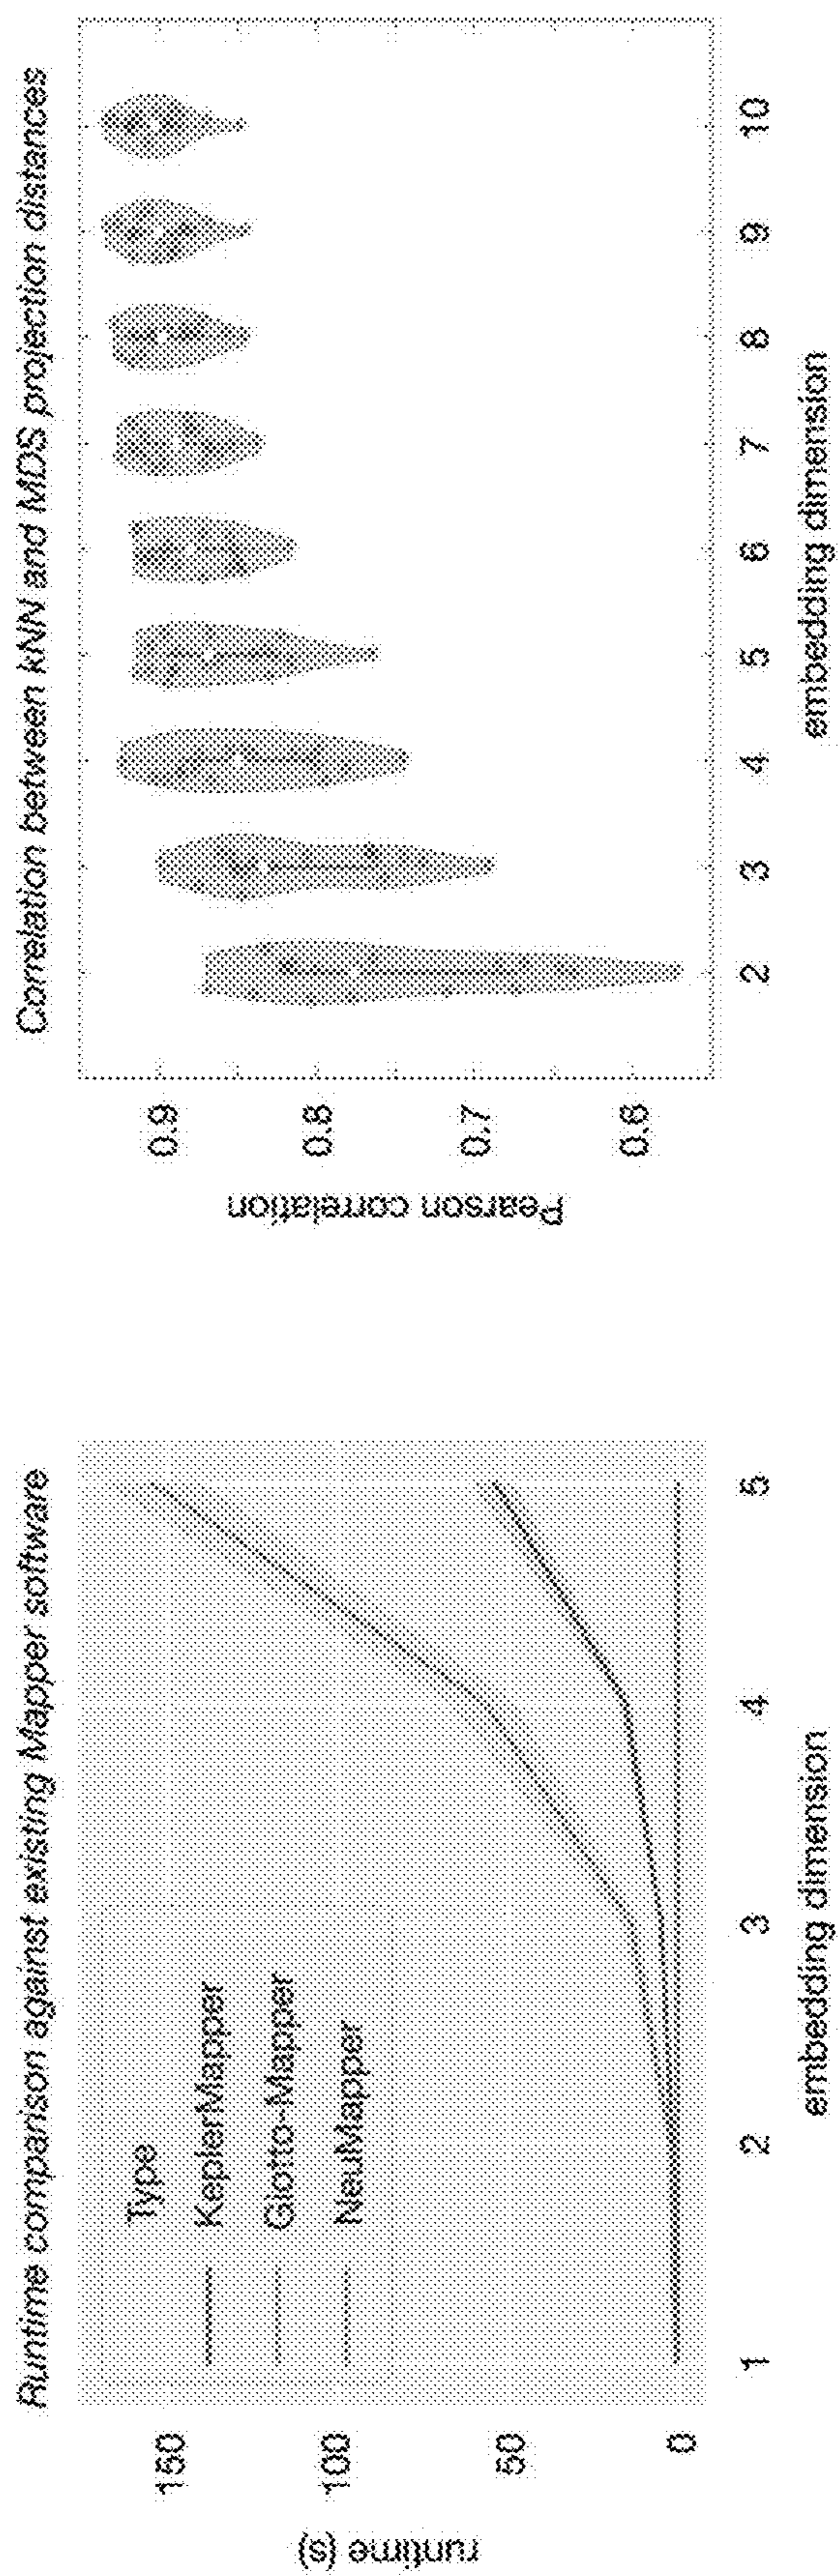 Runtime comparison against existing Mapper software
runtime (s)
150
100
50
0
Type
KeplerMapper
Giotto-Mapper
NeuMapper
1 2 3 4 5
embedding dimension
Correlation between kNN and MDS projection distances
Pearson correlation
0.9
0.8
0.7
0.6
2 3 4 5 6 7 8 9 10
embedding dimension